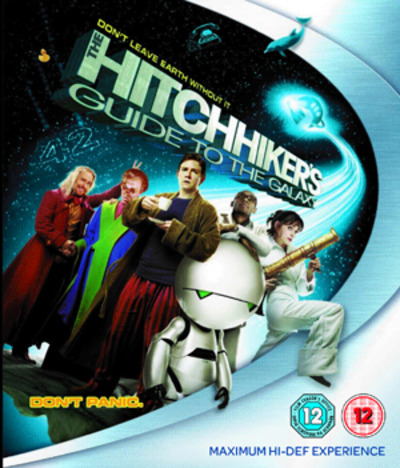 DON'T LEAVE EARTH WITHOUT IT
THE
HITCHHIKER'S
GUIDE TO THE GALAXY
42
DON'T PANIC.
12
12
MAXIMUM HI-DEF EXPERIENCE